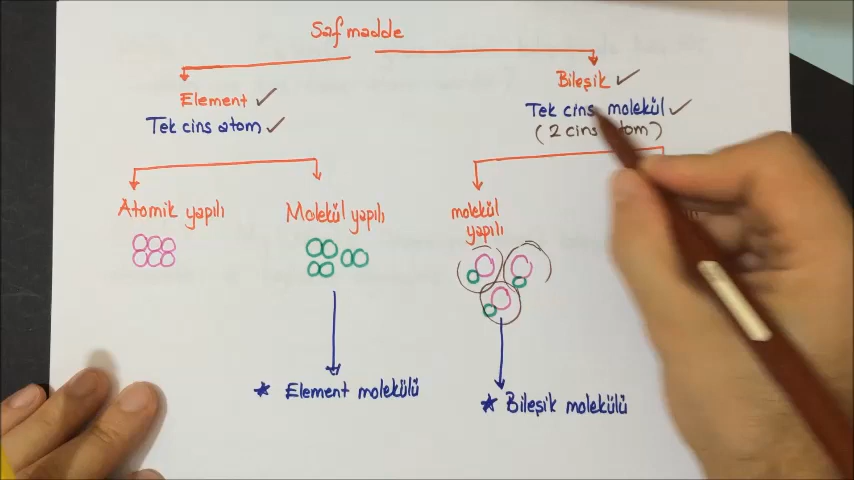 Saf madde
Element
Tek cins atom
Bileşik
Tek cins molekül
(2 cins atom)
Atomik yapılı
Molekül yapılı
molekül
yapılı
* Element molekülü
* Bileşik molekülü